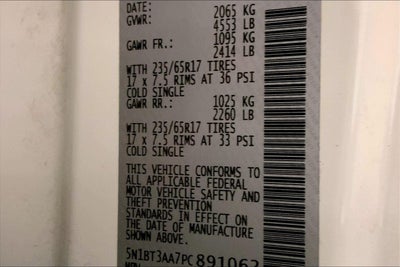 DATE: 2065 KG
GVWR: 4553 LB
1095 KG
GAWR FR.: 2414 LB
WITH 235/65R17 TIRES
17 x 7.5 RIMS AT 36 PSI
COLD SINGLE
GAWR RR.: 1025 KG
2260 LB
WITH 235/65R17 TIRES
17 x 7.5 RIMS AT 33 PSI
COLD SINGLE
THIS VEHICLE CONFORMS TO
ALL APPLICABLE FEDERAL
MOTOR VEHICLE SAFETY AND
THEFT PREVENTION
STANDARDS IN EFFECT ON
THE DATE OF MANUFACTURE
SHOWN ABOVE.
5N1BT3AA7PC891062